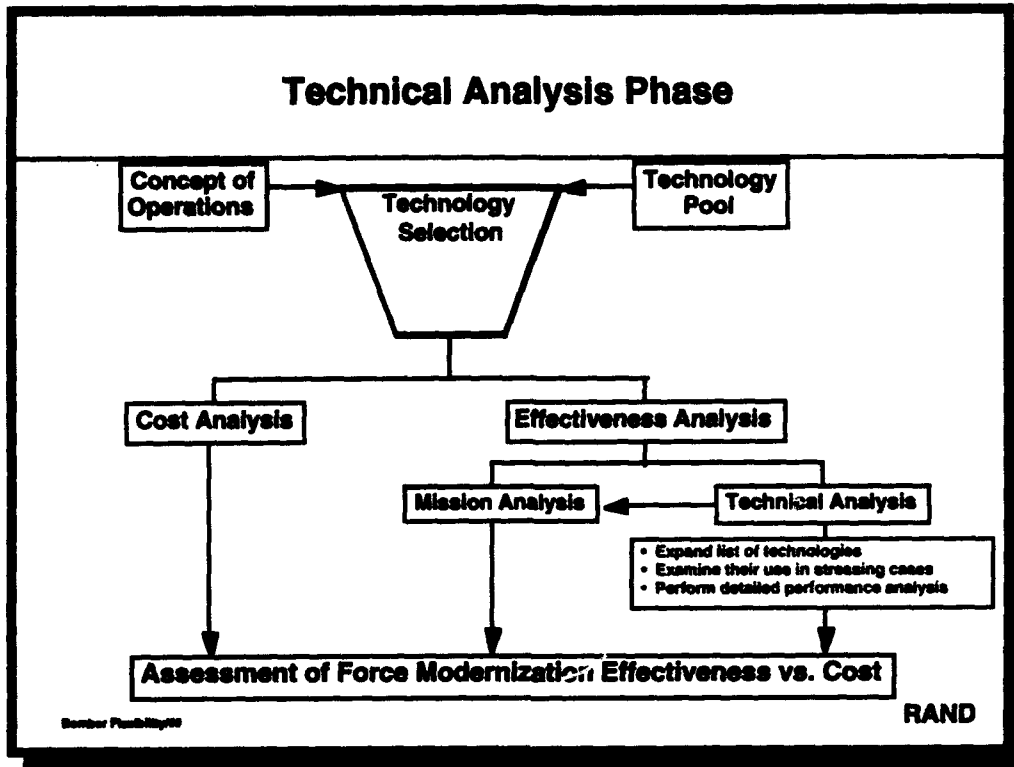 Technical Analysis Phase
Concept of
Operations
Technology
Selection
Technology
Pool
Cost Analysis
Effectiveness Analysis
Mission Analysis
Technical Analysis
• Expand list of technologies
• Examine their use in stressing cases
• Perform detailed performance analysis
Assessment of Force Modernization Effectiveness vs. Cost
Bomber Flexibility
RAND